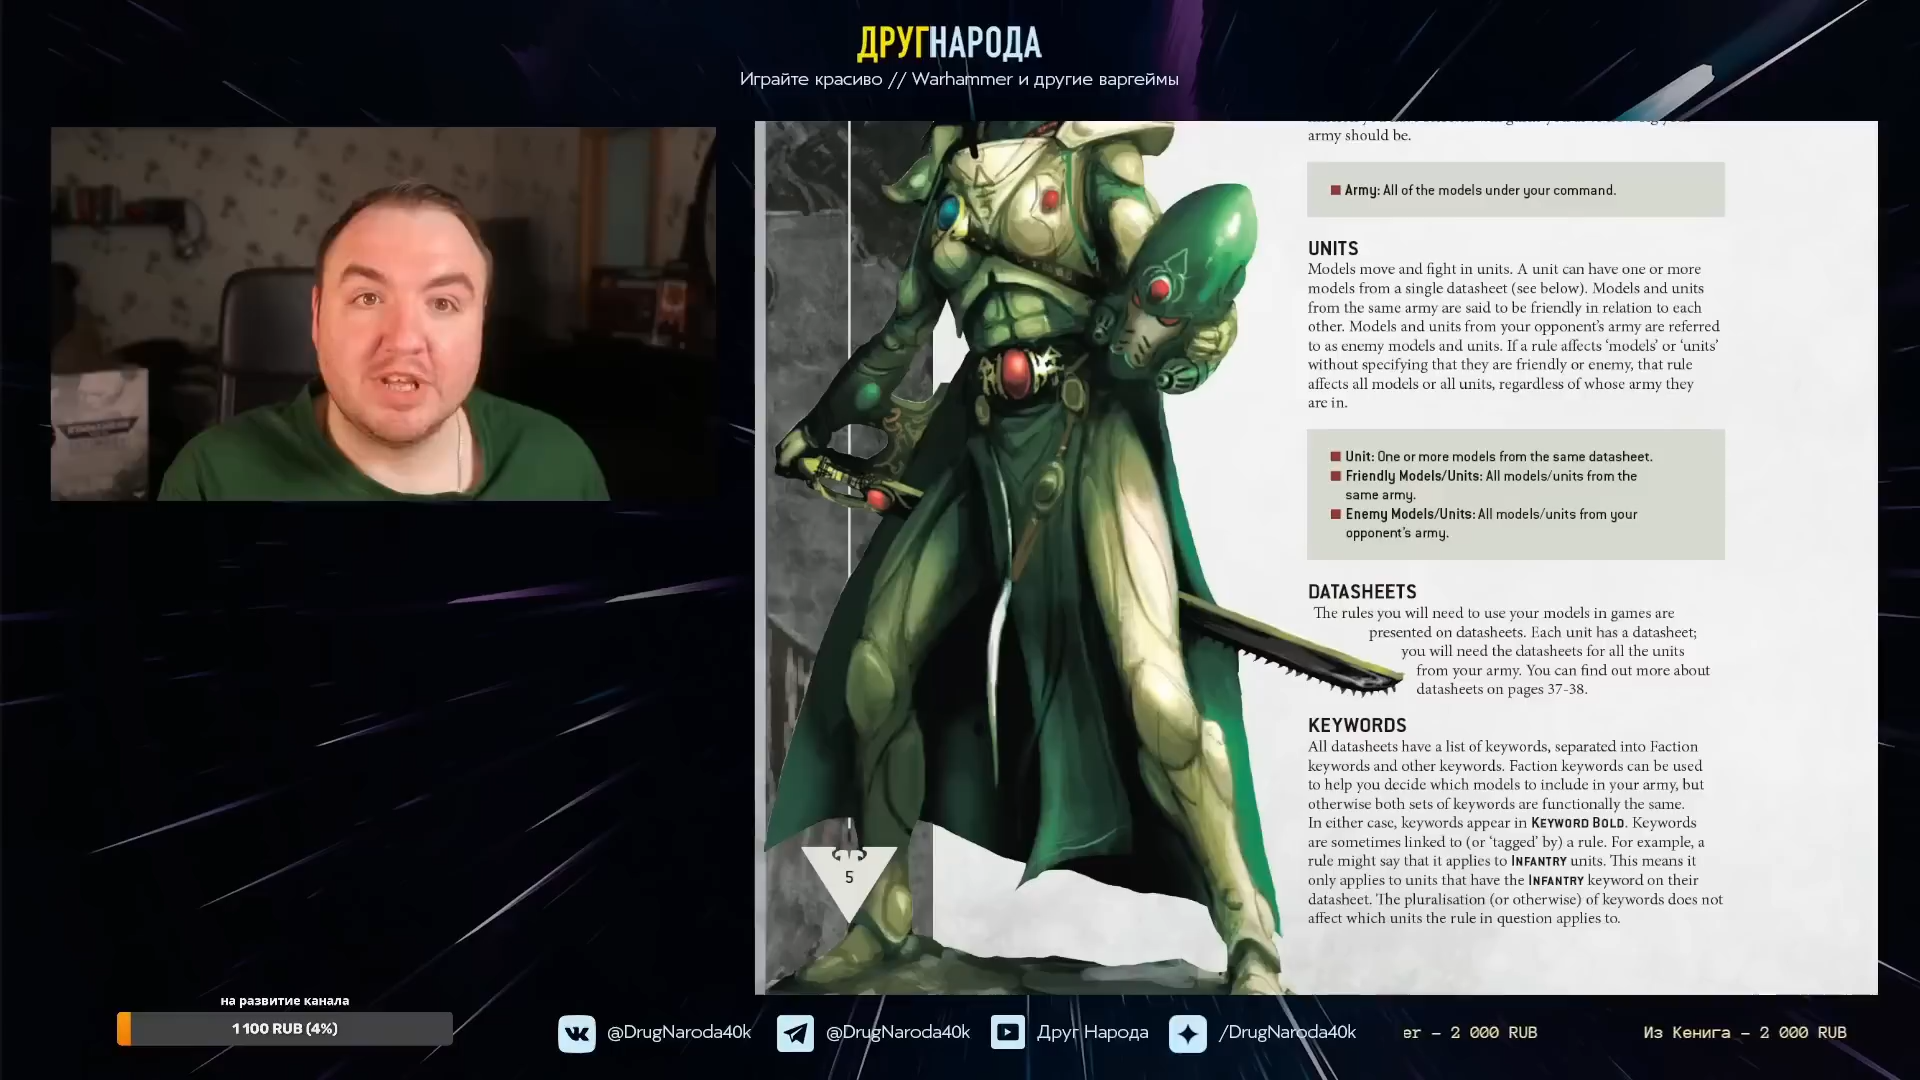 ДРУГНАРОДА
Играйте красиво // Warhammer и другие варгеймы
army should be.
■ Army: All of the models under your command.
UNITS
Models move and fight in units. A unit can have one or more
models from a single datasheet (see below). Models and units
from the same army are said to be friendly in relation to each
other. Models and units from your opponent’s army are referred
to as enemy models and units. If a rule affects ‘models’ or ‘units’
without specifying that they are friendly or enemy, that rule
affects all models or all units, regardless of whose army they
are in.
■ Unit: One or more models from the same datasheet.
■ Friendly Models/Units: All models/units from the
same army.
■ Enemy Models/Units: All models/units from your
opponent’s army.
DATASHEETS
The rules you will need to use your models in games are
presented on datasheets. Each unit has a datasheet;
you will need the datasheets for all the units
from your army. You can find out more about
datasheets on pages 37-38.
KEYWORDS
All datasheets have a list of keywords, separated into Faction
keywords and other keywords. Faction keywords can be used
to help you decide which models to include in your army, but
otherwise both sets of keywords are functionally the same.
In either case, keywords appear in KEYWORD BOLD. Keywords
are sometimes linked to (or ‘tagged’ by) a rule. For example, a
rule might say that it applies to INFANTRY units. This means it
only applies to units that have the INFANTRY keyword on their
datasheet. The pluralisation (or otherwise) of keywords does not
affect which units the rule in question applies to.
5
на развитие канала
1 100 RUB (4%)
@DrugNaroda40k
@DrugNaroda40k
Друг Народа
/DrugNaroda40k
er - 2 000 RUB
Из Кенига - 2 000 RUB